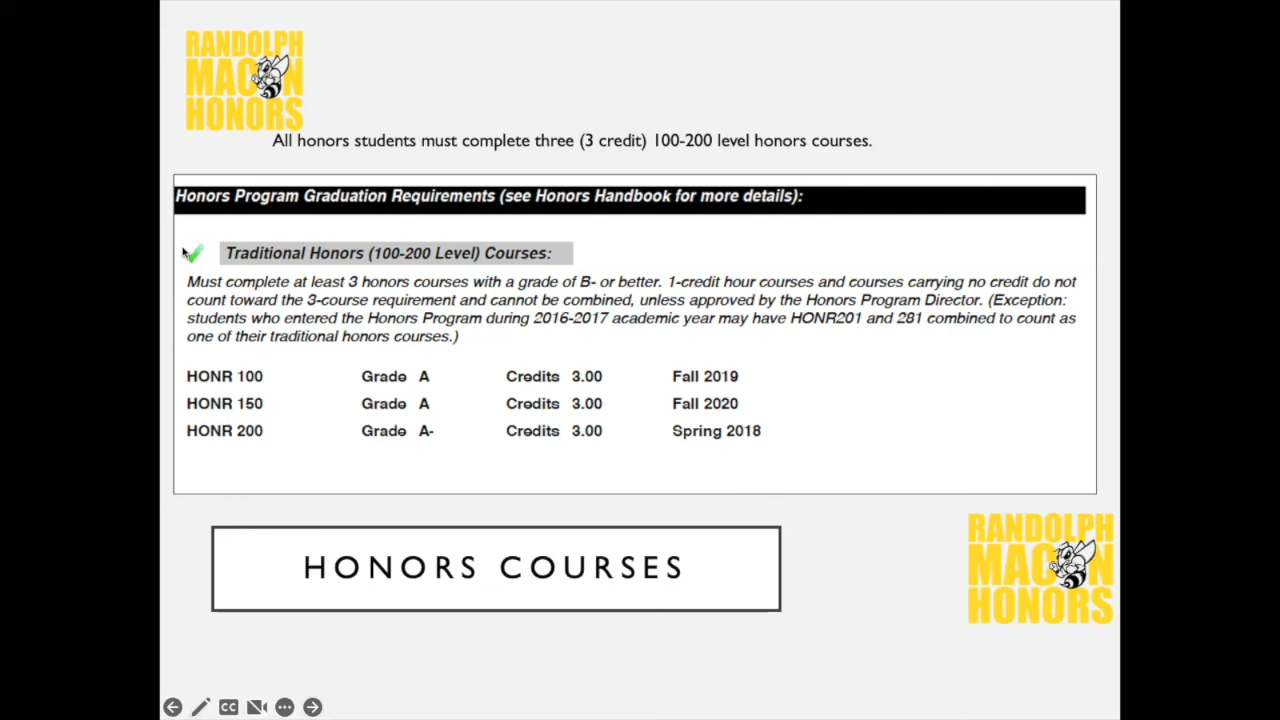 RANDOLPH
MACON
HONORS
All honors students must complete three (3 credit) 100-200 level honors courses.
Honors Program Graduation Requirements (see Honors Handbook for more details):
Traditional Honors (100-200 Level) Courses:
Must complete at least 3 honors courses with a grade of B- or better. 1-credit hour courses and courses carrying no credit do not
count toward the 3-course requirement and cannot be combined, unless approved by the Honors Program Director. (Exception:
students who entered the Honors Program during 2016-2017 academic year may have HONR201 and 281 combined to count as
one of their traditional honors courses.)
HONR 100 Grade A Credits 3.00 Fall 2019
HONR 150 Grade A Credits 3.00 Fall 2020
HONR 200 Grade A- Credits 3.00 Spring 2018
HONORS COURSES
RANDOLPH
MACON
HONORS
CC